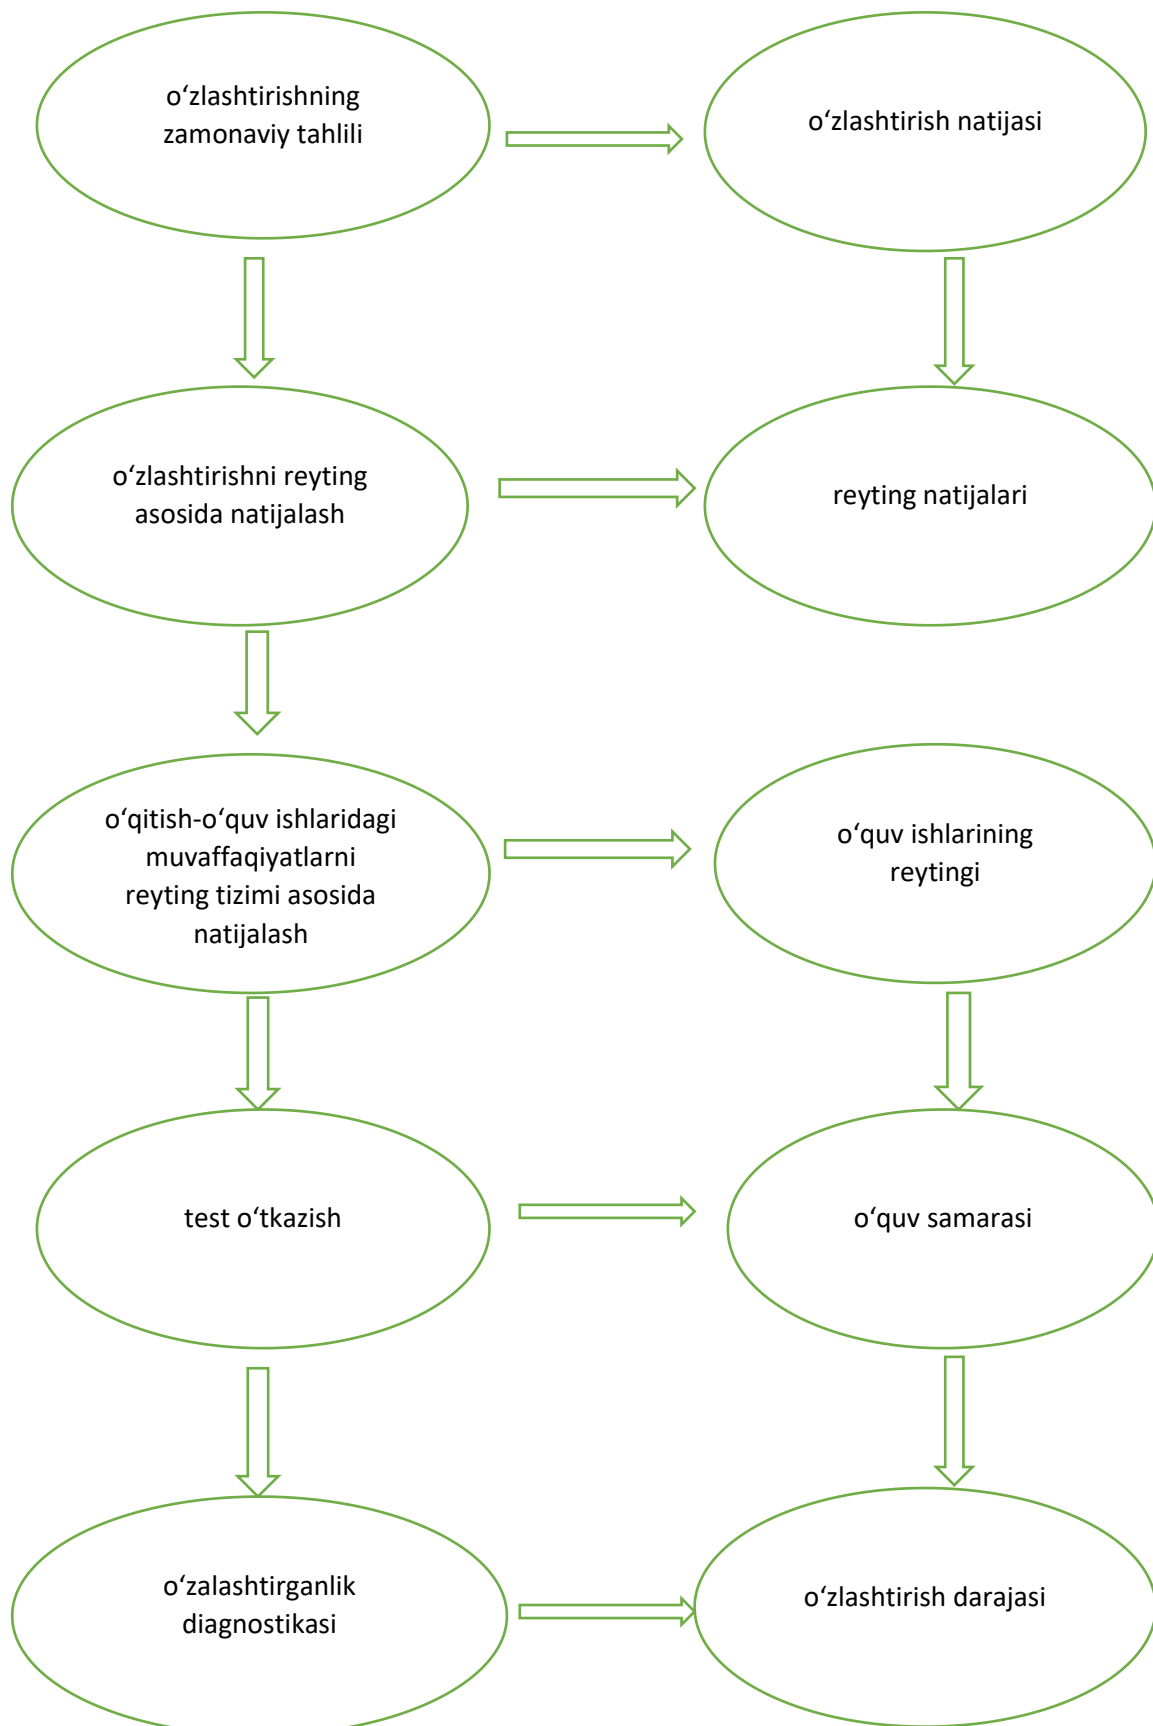 o‘zlashtirishning
zamonaviy tahlili
o‘zlashtirish natijasi
o‘zlashtirishni reyting
asosida natijalash
reyting natijalari
o‘qitish-o‘quv ishlaridagi
muvaffaqiyatlarni
reyting tizimi asosida
natijalash
o‘quv ishlarining
reytingi
test o‘tkazish
o‘quv samarasi
o‘zalashtirganlik
diagnostikasi
o‘zlashtirish darajasi